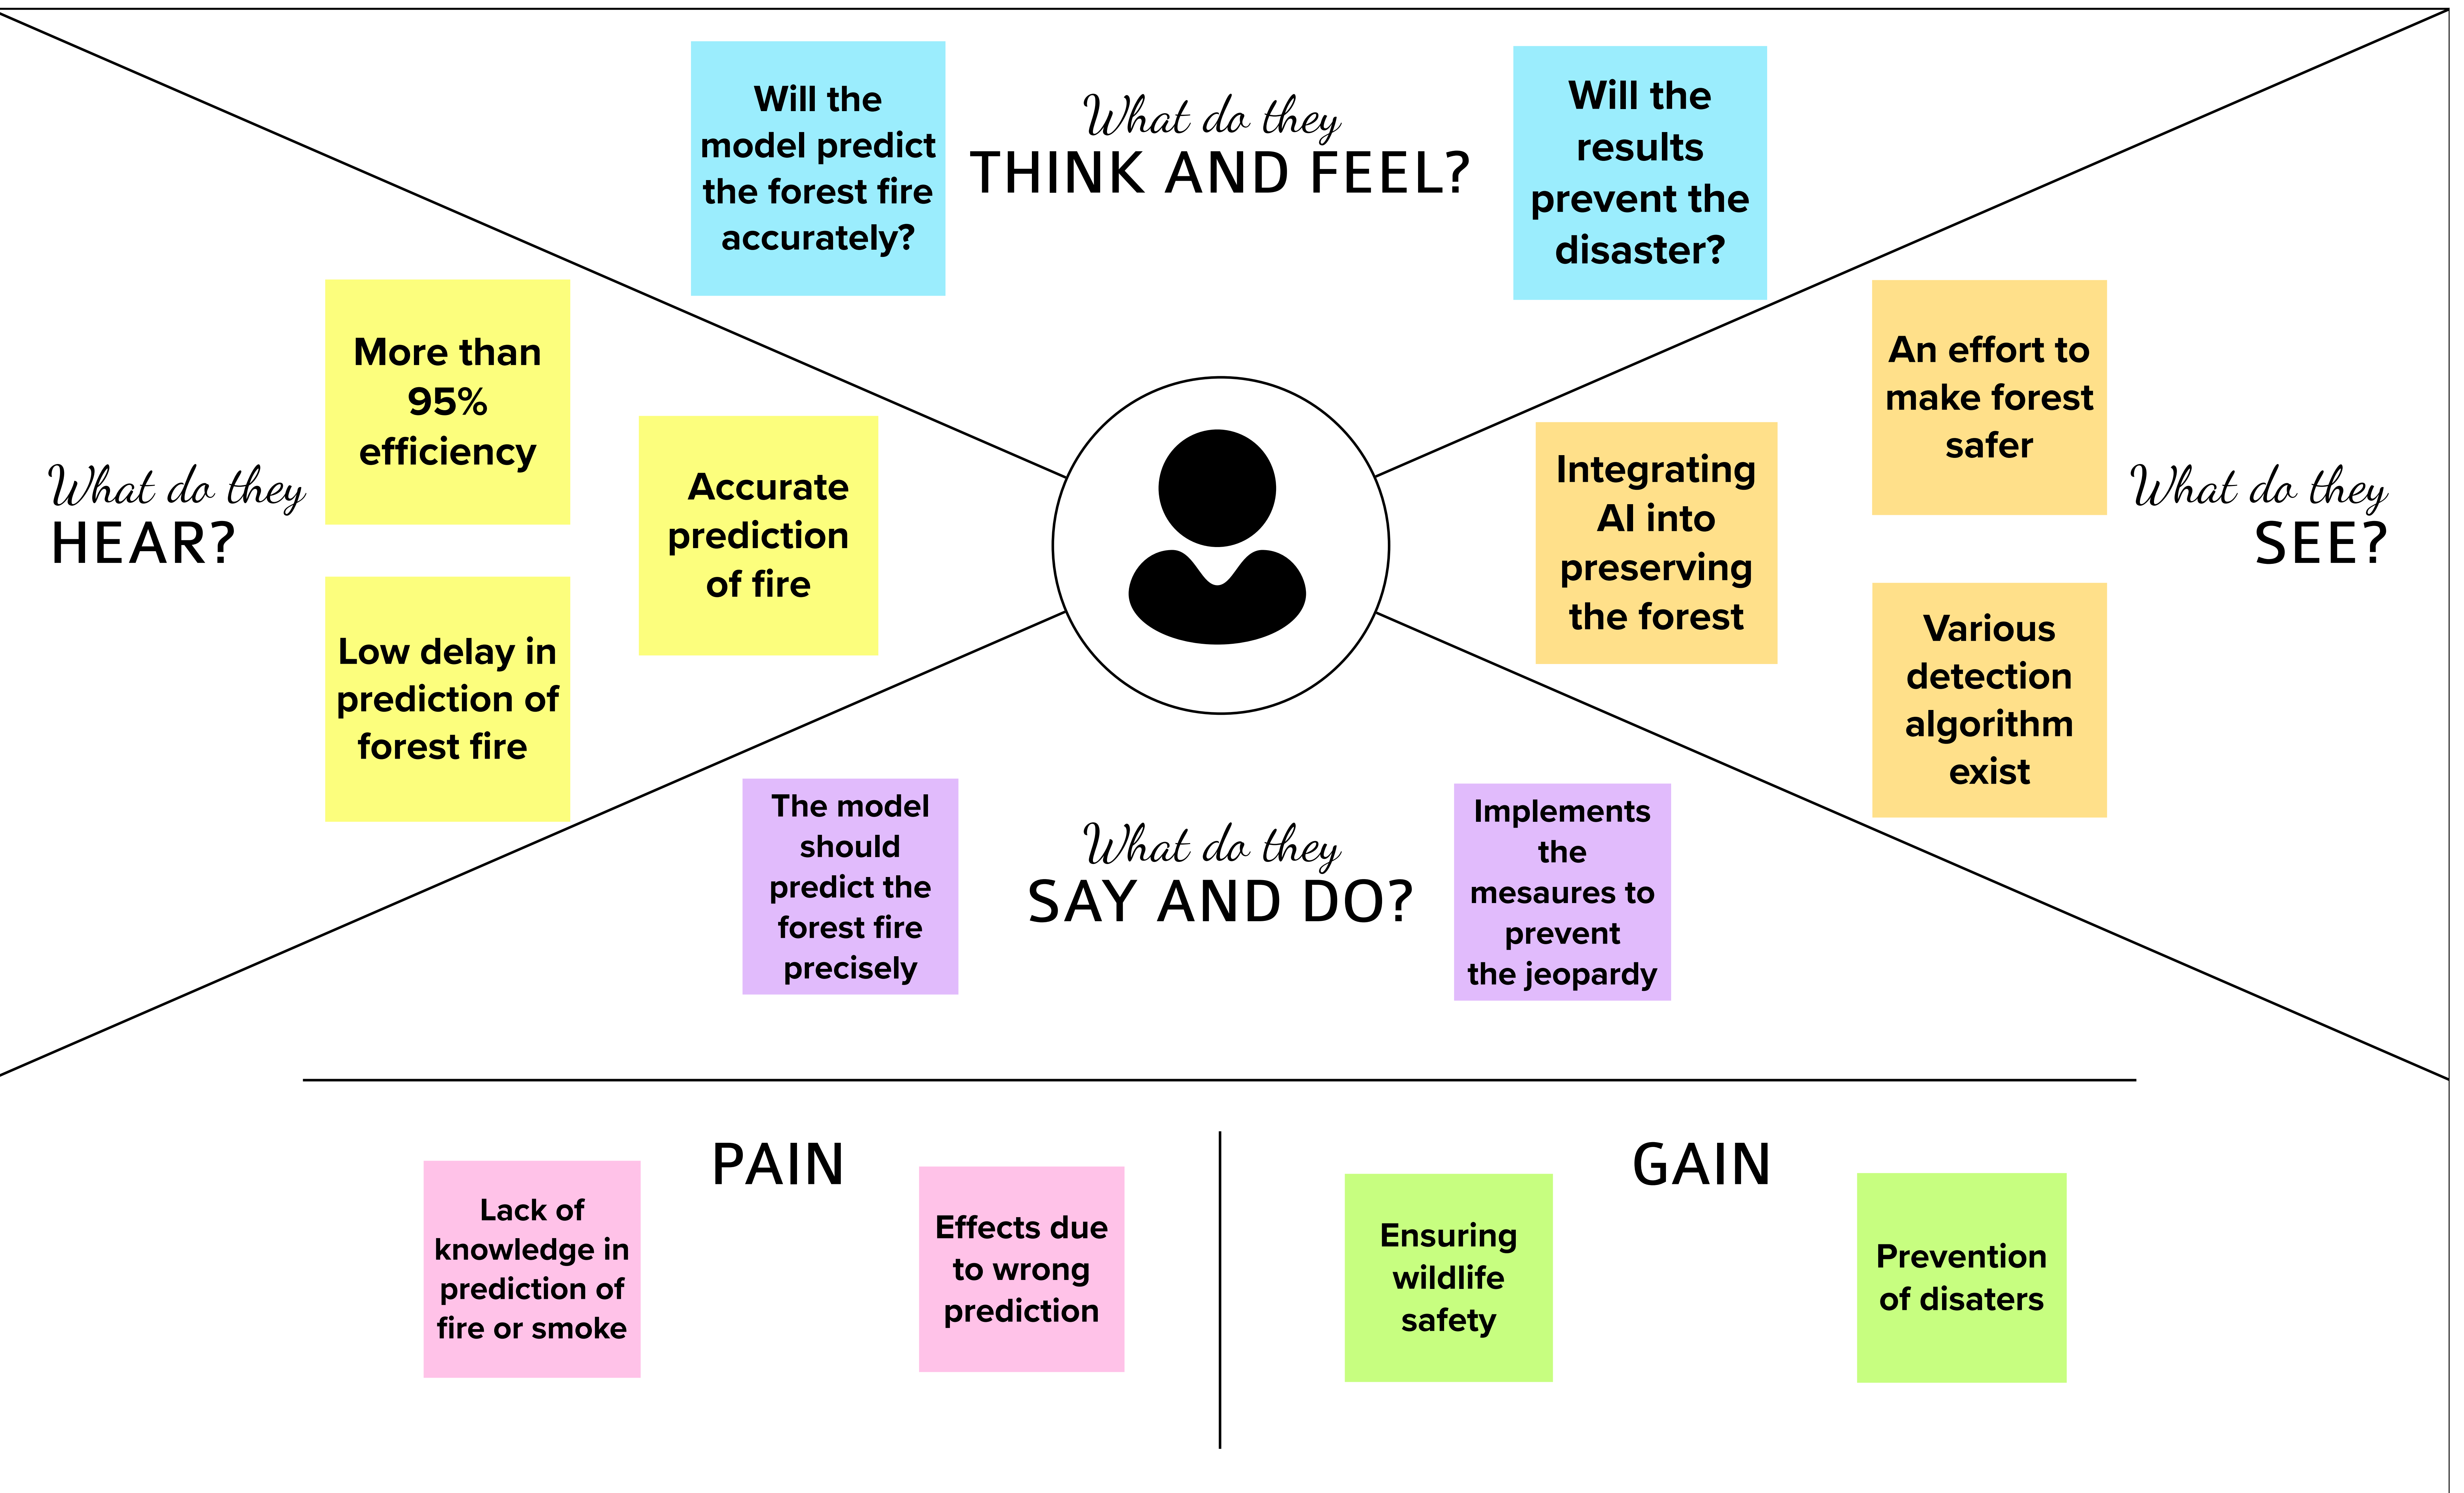 Will the
model predict
the forest fire
accurately?
What do they
THINK AND FEEL?
Will the
results
prevent the
disaster?
What do they
HEAR?
More than
95%
efficiency
Accurate
prediction
of fire
Low delay in
prediction of
forest fire
Integrating
AI into
preserving
the forest
An effort to
make forest
safer
Various
detection
algorithm
exist
What do they
SEE?
The model
should
predict the
forest fire
precisely
What do they
SAY AND DO?
Implements
the
mesaures to
prevent
the jeopardy
PAIN
Lack of
knowledge in
prediction of
fire or smoke
Effects due
to wrong
prediction
GAIN
Ensuring
wildlife
safety
Prevention
of disaters